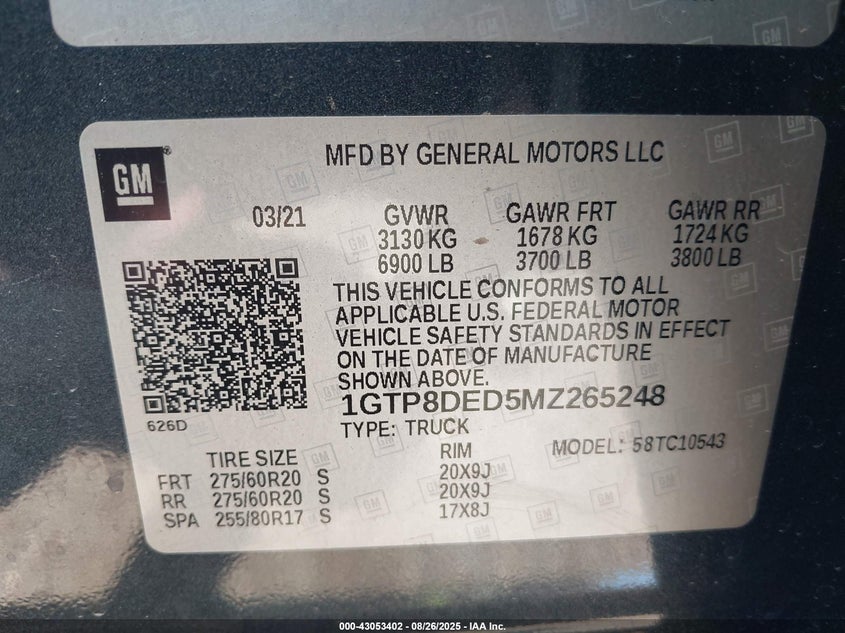 GM
MFD BY GENERAL MOTORS LLC
03/21 GVWR GAWR FRT GAWR RR
3130 KG 1678 KG 1724 KG
6900 LB 3700 LB 3800 LB
THIS VEHICLE CONFORMS TO ALL
APPLICABLE U.S. FEDERAL MOTOR
VEHICLE SAFETY STANDARDS IN EFFECT
ON THE DATE OF MANUFACTURE
SHOWN ABOVE.
1GTP8DED5MZ265248
626D
TYPE: TRUCK
MODEL: 58TC10543
TIRE SIZE RIM
FRT 275/60R20 S 20X9J
RR 275/60R20 S 20X9J
SPA 255/80R17 S 17X8J
000-43053402 - 08/26/2025 - IAA Inc.